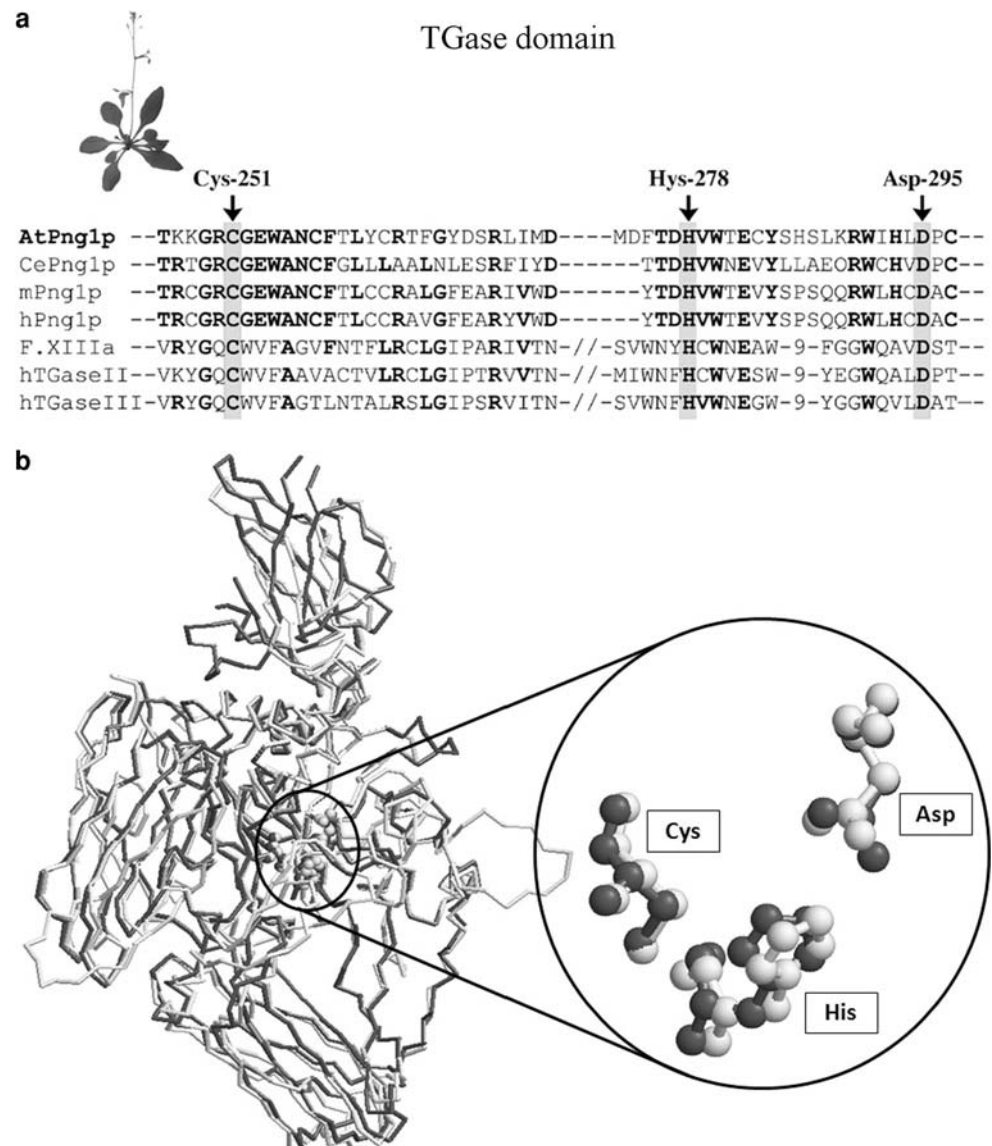 a
TGase domain
Cys-251 Hys-278 Asp-295
AtPng1p --TKKGRCGEWANCFTLYCRTFGYDSRLIMD-----MDFTDHVWTECYSHSLKRWIHLDPC--
CePng1p --TRTGRCGEWANCFGLLLAALNLESRFIYD-------TTDHVWNEVYLLAEQRWCHVDPC--
mPng1p --TRCGRCGEWANCFTLCCRALGFEARIVWD-------YTDHVWTEVYSPSQQRWLHCDAC--
hPng1p --TRCGRCGEWANCFTLCCRAVGFEARYVWD-------YTDHVWTEVYSPSQQRWLHCDAC--
F.XIIIa --VRYGQCWVFAGVFNTFLRCLGIPARIVTN-//-SVWNYHCWNEAW-9-FGGWQAVDST--
hTGaseII--VKYGQCWVFAAVACTVLRCLGIPTRVVTN-//-MIWNFHCWVESW-9-YEGWQALDPT--
hTGaseIII-VRYGQCWVFAGTLNTALRSLGIPSRVITN-//-SVWNFHVWNEGW-9-YGGWQVLDAT--
b
Cys
Asp
His